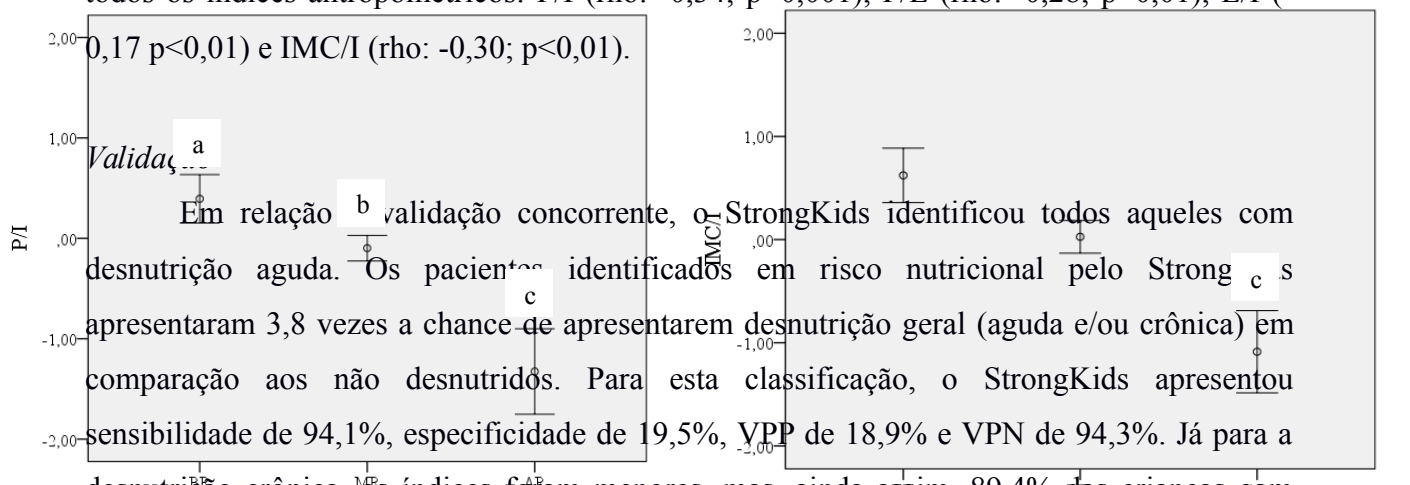 todos os índices antropométricos: P/I (rho: -0,34; p<0,001), P/E (rho: -0,28; p<0,01), E/I (-
0,17 p<0,01) e IMC/I (rho: -0,30; p<0,01).
Validação
Em relação validação concorrente, o StrongKids identificou todos aqueles com
desnutrição aguda. Os pacientes identificados em risco nutricional pelo Strong s
apresentaram 3,8 vezes a chance de apresentarem desnutrição geral (aguda e/ou crônica) em
comparação aos não desnutridos. Para esta classificação, o StrongKids apresentou
sensibilidade de 94,1%, especificidade de 19,5%, VPP de 18,9% e VPN de 94,3%. Já para a
índices foram menores, mas, ainda assim, 89,4% das crianças com
P/I
2,00
1,00
,00
-1,00
-2,00
a
b
c
BR
MR
AR
IMC/I
2,00
1,00
,00
-1,00
-2,00
c